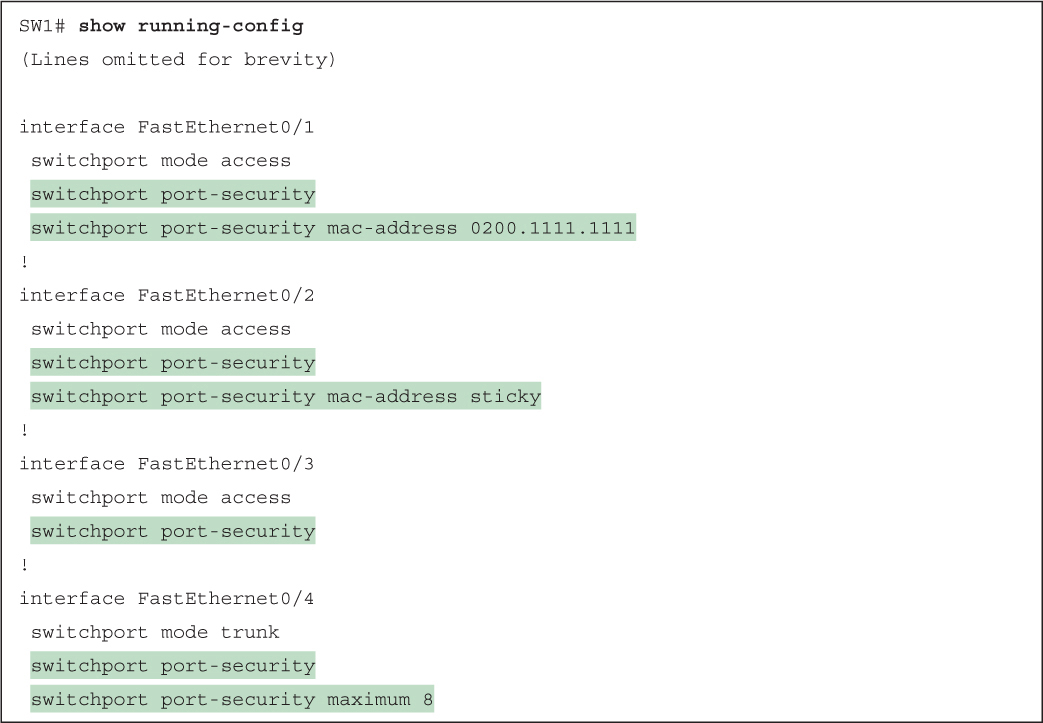 SW1# show running-config
(Lines omitted for brevity)
interface FastEthernet0/1
switchport mode access
switchport port-security
switchport port-security mac-address 0200.1111.1111
!
interface FastEthernet0/2
switchport mode access
switchport port-security
switchport port-security mac-address sticky
!
interface FastEthernet0/3
switchport mode access
switchport port-security
!
interface FastEthernet0/4
switchport mode trunk
switchport port-security
switchport port-security maximum 8